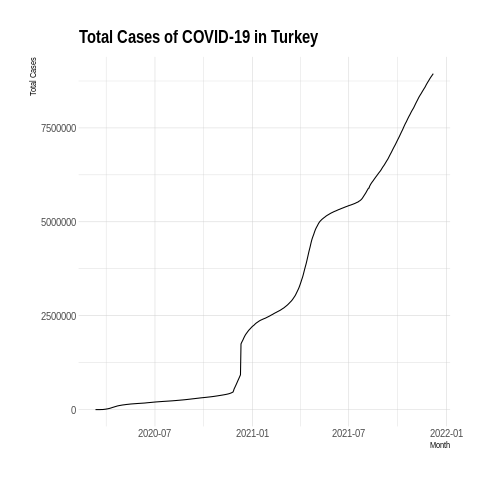 Total Cases of COVID-19 in Turkey
Total Cases
7500000
5000000
2500000
0
2020-07 2021-01 2021-07 2022-01
Month